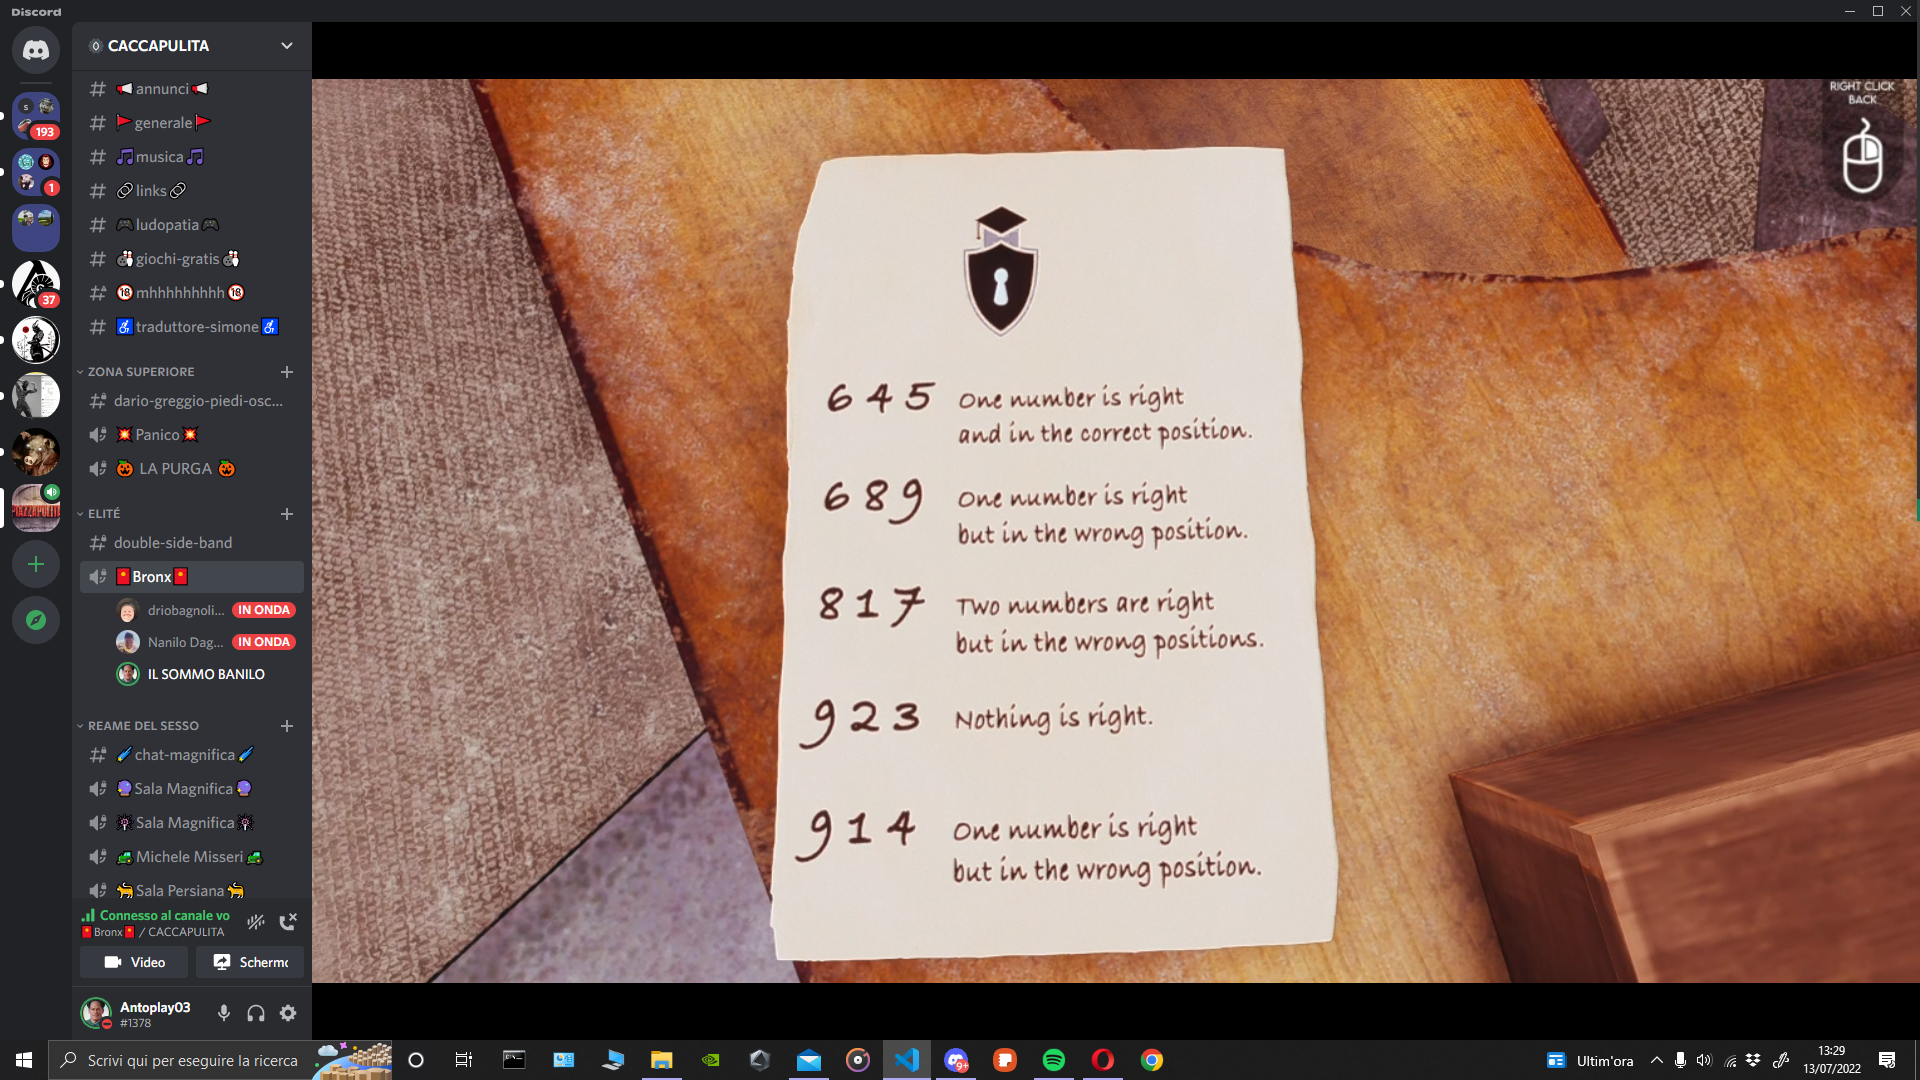 Discord
CACCAPULITA
annunci
generale
musica
links
ludopatia
giochi-gratis
mhhhhhhhhh
traduttore-simone
ZONA SUPERIORE
dario-greggio-piedi-osc...
Panico
LA PURGA
ELITÉ
double-side-band
Bronx
driobagnoli... IN ONDA
Nanilo Dag... IN ONDA
IL SOMMO BANILO
REAME DEL SESSO
chat-magnifica
Sala Magnifica
Sala Magnifica
Michele Misseri
Sala Persiana
Connesso al canale vo
Bronx / CACCAPULITA
Video
Schermo
Antoplay03
#1378
193
1
37
RIGHT CLICK
BACK
645 One number is right
and in the correct position.
689 One number is right
but in the wrong position.
817 Two numbers are right
but in the wrong positions.
923 Nothing is right.
914 One number is right
but in the wrong position.
Scrivi qui per eseguire la ricerca
9+
Ultim'ora
13:29
13/07/2022